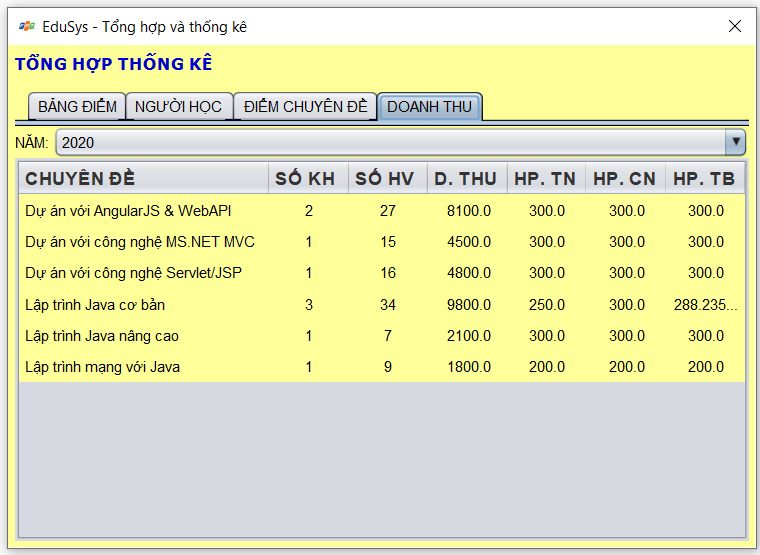 EduSys - Tổng hợp và thống kê
TỔNG HỢP THỐNG KÊ
BẢNG ĐIỂM NGƯỜI HỌC ĐIỂM CHUYÊN ĐỀ DOANH THU
NĂM: 2020
CHUYÊN ĐỀ SỐ KH SỐ HV D. THU HP. TN HP. CN HP. TB
Dự án với AngularJS & WebAPI 2 27 8100.0 300.0 300.0 300.0
Dự án với công nghệ MS.NET MVC 1 15 4500.0 300.0 300.0 300.0
Dự án với công nghệ Servlet/JSP 1 16 4800.0 300.0 300.0 300.0
Lập trình Java cơ bản 3 34 9800.0 250.0 300.0 288.235...
Lập trình Java nâng cao 1 7 2100.0 300.0 300.0 300.0
Lập trình mạng với Java 1 9 1800.0 200.0 200.0 200.0